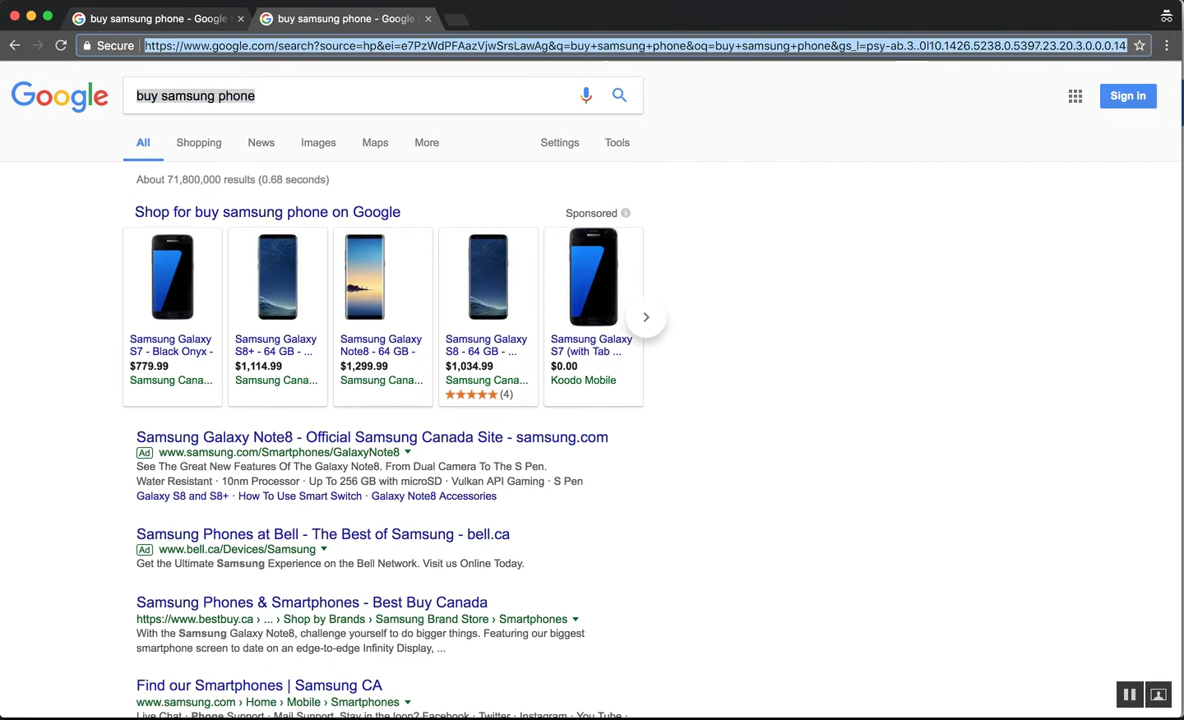 buy samsung phone - Google
buy samsung phone - Google
Secure https://www.google.com/search?source=hp&ei=e7PzWdPFAazVjwSrsLawAg&q=buy+samsung+phone&oq=buy+samsung+phone&gs_l=psy-ab.3..0l10.1426.5238.0.5397.23.20.3.0.0.0.14
Google
buy samsung phone
Sign in
All Shopping News Images Maps More Settings Tools
About 71,800,000 results (0.68 seconds)
Shop for buy samsung phone on Google
Sponsored
Samsung Galaxy
S7 - Black Onyx -
$779.99
Samsung Cana...
Samsung Galaxy
S8+ - 64 GB - ...
$1,114.99
Samsung Cana...
Samsung Galaxy
Note8 - 64 GB -
$1,299.99
Samsung Cana...
Samsung Galaxy
S8 - 64 GB - ...
$1,034.99
Samsung Cana...
(4)
Samsung Galaxy
S7 (with Tab ...
$0.00
Koodo Mobile
Samsung Galaxy Note8 - Official Samsung Canada Site - samsung.com
Ad www.samsung.com/Smartphones/GalaxyNote8
See The Great New Features Of The Galaxy Note8. From Dual Camera To The S Pen.
Water Resistant · 10nm Processor · Up To 256 GB with microSD · Vulkan API Gaming · S Pen
Galaxy S8 and S8+ · How To Use Smart Switch · Galaxy Note8 Accessories
Samsung Phones at Bell - The Best of Samsung - bell.ca
Ad www.bell.ca/Devices/Samsung
Get the Ultimate Samsung Experience on the Bell Network. Visit us Online Today.
Samsung Phones & Smartphones - Best Buy Canada
https://www.bestbuy.ca › ... › Shop by Brands › Samsung Brand Store › Smartphones
With the Samsung Galaxy Note8, challenge yourself to do bigger things. Featuring our biggest
smartphone screen to date on an edge-to-edge Infinity Display, ...
Find our Smartphones | Samsung CA
www.samsung.com › Home › Mobile › Smartphones
Live Chat · Phone Support · Mail Support. Stay in the loop? Facebook · Twitter · Instagram · You Tube ·